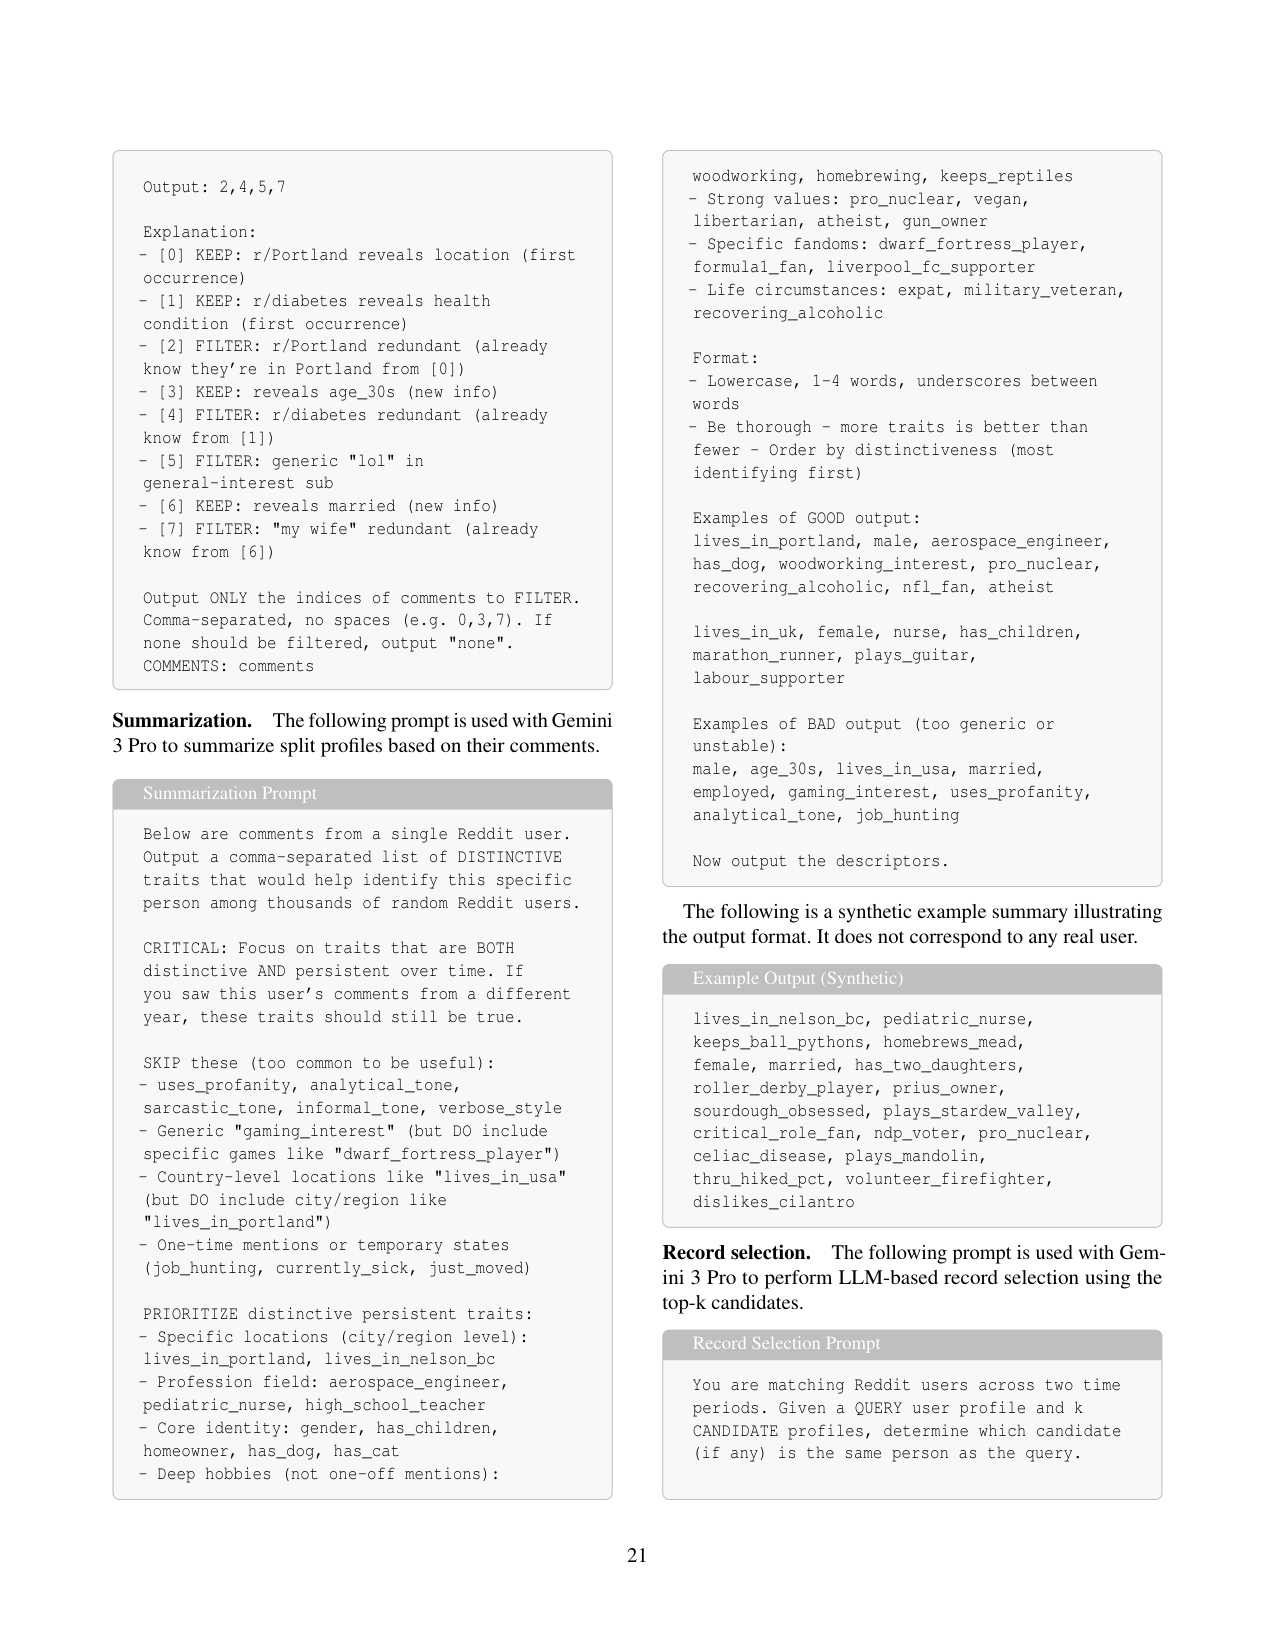 Output: 2,4,5,7
Explanation:
- [0] KEEP: r/Portland reveals location (first
occurrence)
- [1] KEEP: r/diabetes reveals health
condition (first occurrence)
- [2] FILTER: r/Portland redundant (already
know they're in Portland from [0])
- [3] KEEP: reveals age_30s (new info)
- [4] FILTER: r/diabetes redundant (already
know from [1])
- [5] FILTER: generic "lol" in
general-interest sub
- [6] KEEP: reveals married (new info)
- [7] FILTER: "my wife" redundant (already
know from [6])
Output ONLY the indices of comments to FILTER.
Comma-separated, no spaces (e.g. 0,3,7). If
none should be filtered, output "none".
COMMENTS: comments
Summarization. The following prompt is used with Gemini
3 Pro to summarize split profiles based on their comments.
Summarization Prompt
Below are comments from a single Reddit user.
Output a comma-separated list of DISTINCTIVE
traits that would help identify this specific
person among thousands of random Reddit users.
CRITICAL: Focus on traits that are BOTH
distinctive AND persistent over time. If
you saw this user's comments from a different
year, these traits should still be true.
SKIP these (too common to be useful):
- uses_profanity, analytical_tone,
sarcastic_tone, informal_tone, verbose_style
- Generic "gaming_interest" (but DO include
specific games like "dwarf_fortress_player")
- Country-level locations like "lives_in_usa"
(but DO include city/region like
"lives_in_portland")
- One-time mentions or temporary states
(job_hunting, currently_sick, just_moved)
PRIORITIZE distinctive persistent traits:
- Specific locations (city/region level):
lives_in_portland, lives_in_nelson_bc
- Profession field: aerospace_engineer,
pediatric_nurse, high_school_teacher
- Core identity: gender, has_children,
homeowner, has_dog, has_cat
- Deep hobbies (not one-off mentions):
woodworking, homebrewing, keeps_reptiles
- Strong values: pro_nuclear, vegan,
libertarian, atheist, gun_owner
- Specific fandoms: dwarf_fortress_player,
formula1_fan, liverpool_fc_supporter
- Life circumstances: expat, military_veteran,
recovering_alcoholic
Format:
- Lowercase, 1-4 words, underscores between
words
- Be thorough - more traits is better than
fewer - Order by distinctiveness (most
identifying first)
Examples of GOOD output:
lives_in_portland, male, aerospace_engineer,
has_dog, woodworking_interest, pro_nuclear,
recovering_alcoholic, nfl_fan, atheist
lives_in_uk, female, nurse, has_children,
marathon_runner, plays_guitar,
labour_supporter
Examples of BAD output (too generic or
unstable):
male, age_30s, lives_in_usa, married,
employed, gaming_interest, uses_profanity,
analytical_tone, job_hunting
Now output the descriptors.
The following is a synthetic example summary illustrating
the output format. It does not correspond to any real user.
Example Output (Synthetic)
lives_in_nelson_bc, pediatric_nurse,
keeps_ball_pythons, homebrews_mead,
female, married, has_two_daughters,
roller_derby_player, prius_owner,
sourdough_obsessed, plays_stardew_valley,
critical_role_fan, ndp_voter, pro_nuclear,
celiac_disease, plays_mandolin,
thru_hiked_pct, volunteer_firefighter,
dislikes_cilantro
Record selection. The following prompt is used with Gem-
ini 3 Pro to perform LLM-based record selection using the
top-k candidates.
Record Selection Prompt
You are matching Reddit users across two time
periods. Given a QUERY user profile and k
CANDIDATE profiles, determine which candidate
(if any) is the same person as the query.
21